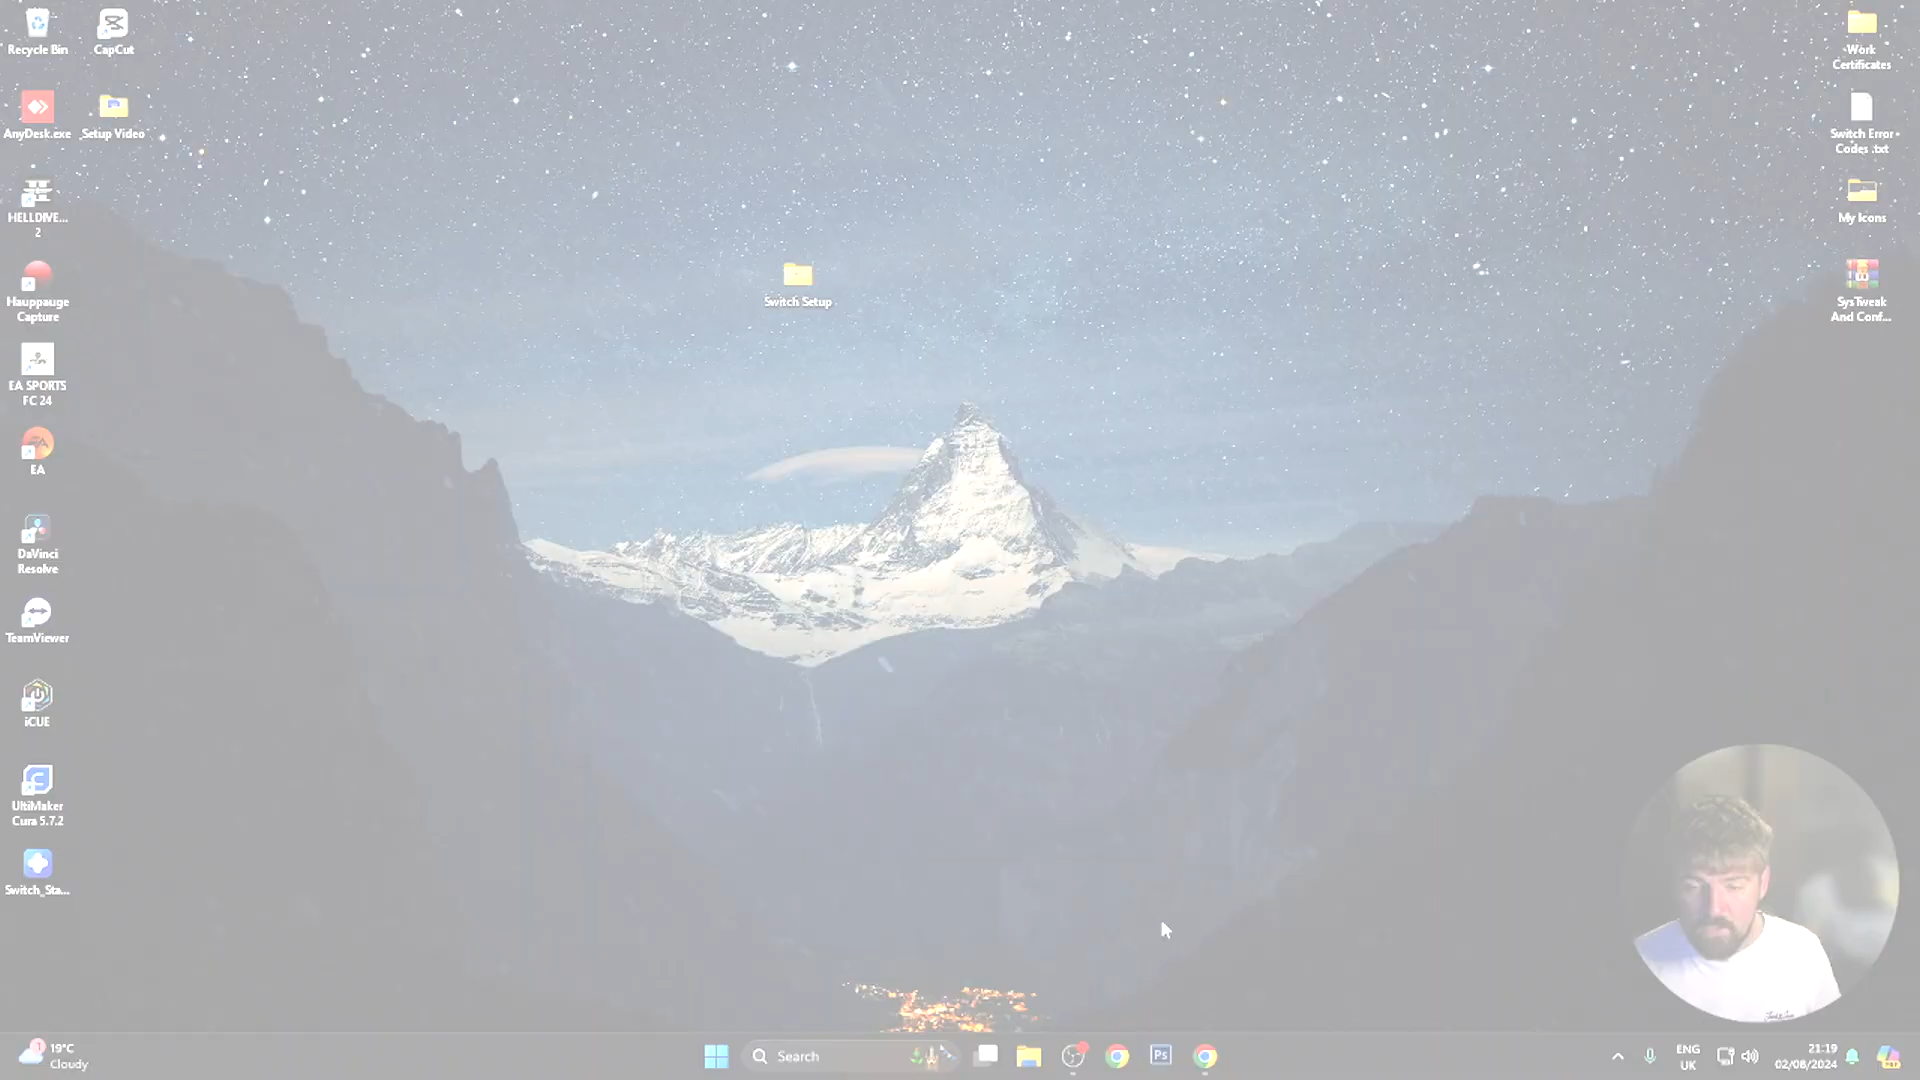 Recycle Bin
CapCut
AnyDesk.exe
Setup Video
HELLDIVE...
2
Hauppauge
Capture
EA SPORTS
FC 24
EA
DaVinci
Resolve
TeamViewer
iCUE
UltiMaker
Cura 5.7.2
Switch_Sta...
Switch Setup
Work
Certificates
Switch Error
Codes .txt
My Icons
SysTweak
And Conf...
19°C
Cloudy
Search
Ps
ENG
UK
21:19
02/08/2024